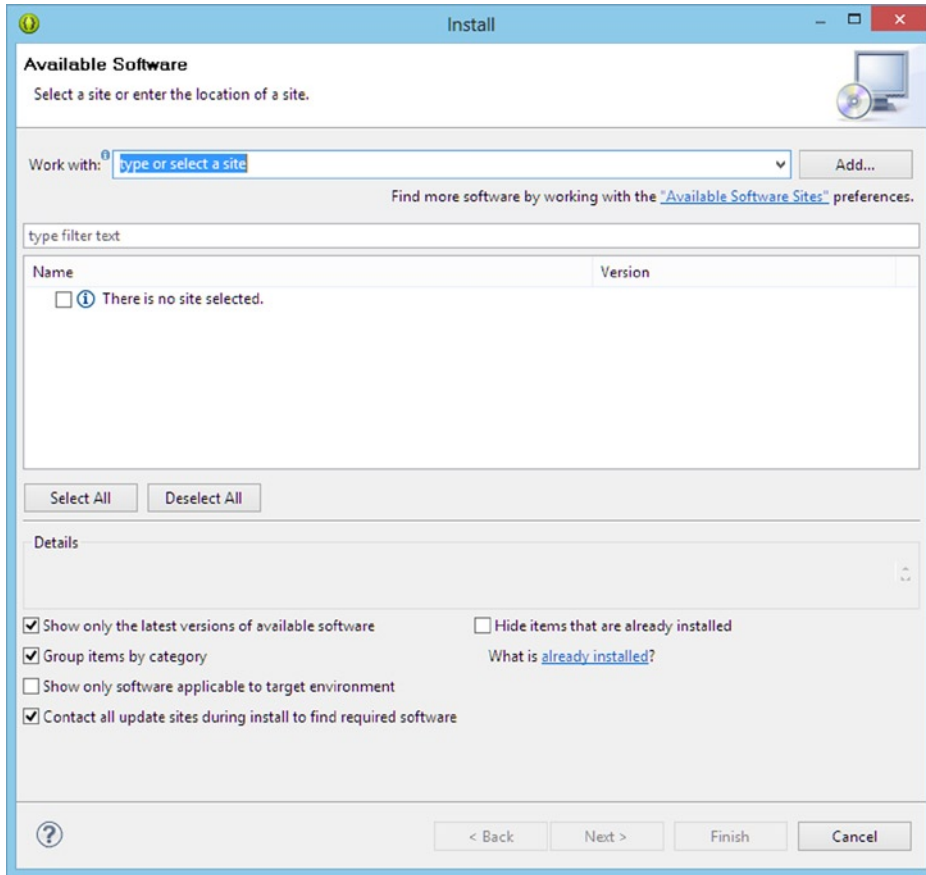 Install
Available Software
Select a site or enter the location of a site.
Work with: type or select a site Add...
Find more software by working with the "Available Software Sites" preferences.
type filter text
Name Version
There is no site selected.
Select All Deselect All
Details
Show only the latest versions of available software Hide items that are already installed
Group items by category What is already installed?
Show only software applicable to target environment
Contact all update sites during install to find required software
< Back Next > Finish Cancel